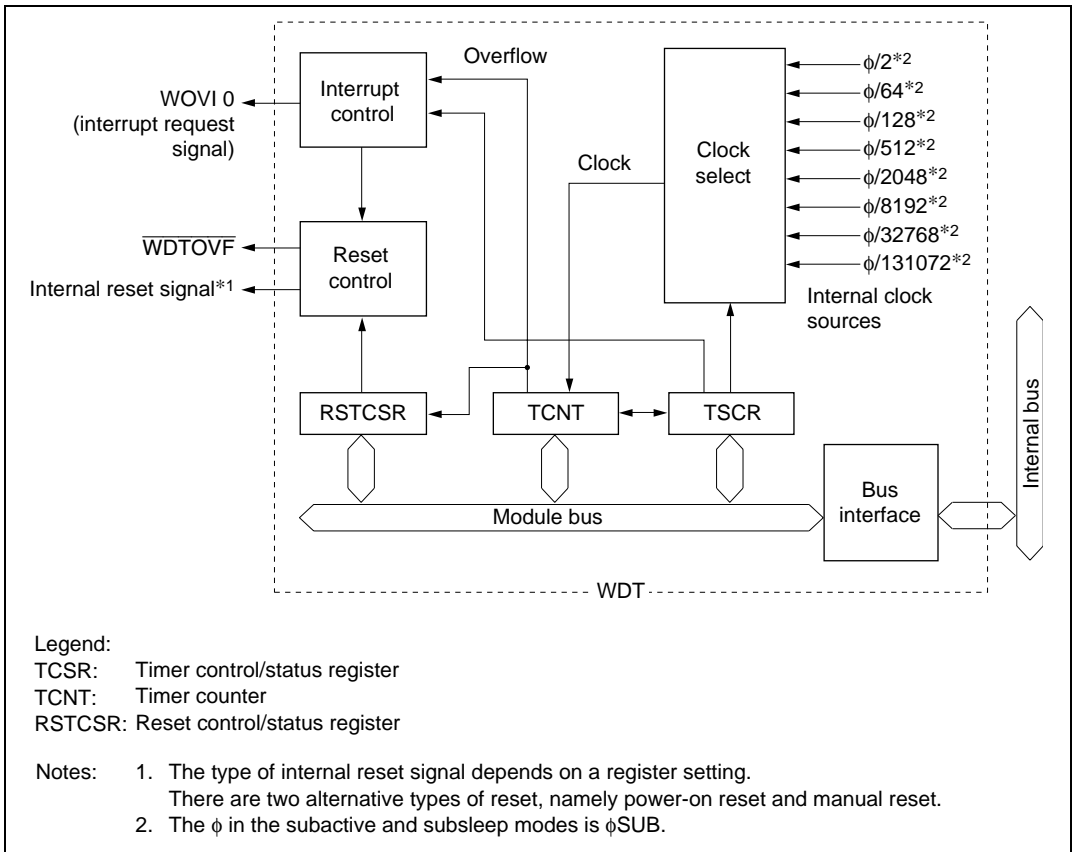 Overflow
Interrupt
control
WOVI 0
(interrupt request
signal)
Clock
Clock
select
ϕ/2*2
ϕ/64*2
ϕ/128*2
ϕ/512*2
ϕ/2048*2
ϕ/8192*2
ϕ/32768*2
ϕ/131072*2
Internal clock
sources
WDTOVF
Internal reset signal*1
Reset
control
RSTCSR
TCNT
TSCR
Module bus
Bus
interface
Internal bus
WDT
Legend:
TCSR: Timer control/status register
TCNT: Timer counter
RSTCSR: Reset control/status register
Notes: 1. The type of internal reset signal depends on a register setting.
There are two alternative types of reset, namely power-on reset and manual reset.
2. The ϕ in the subactive and subsleep modes is ϕSUB.